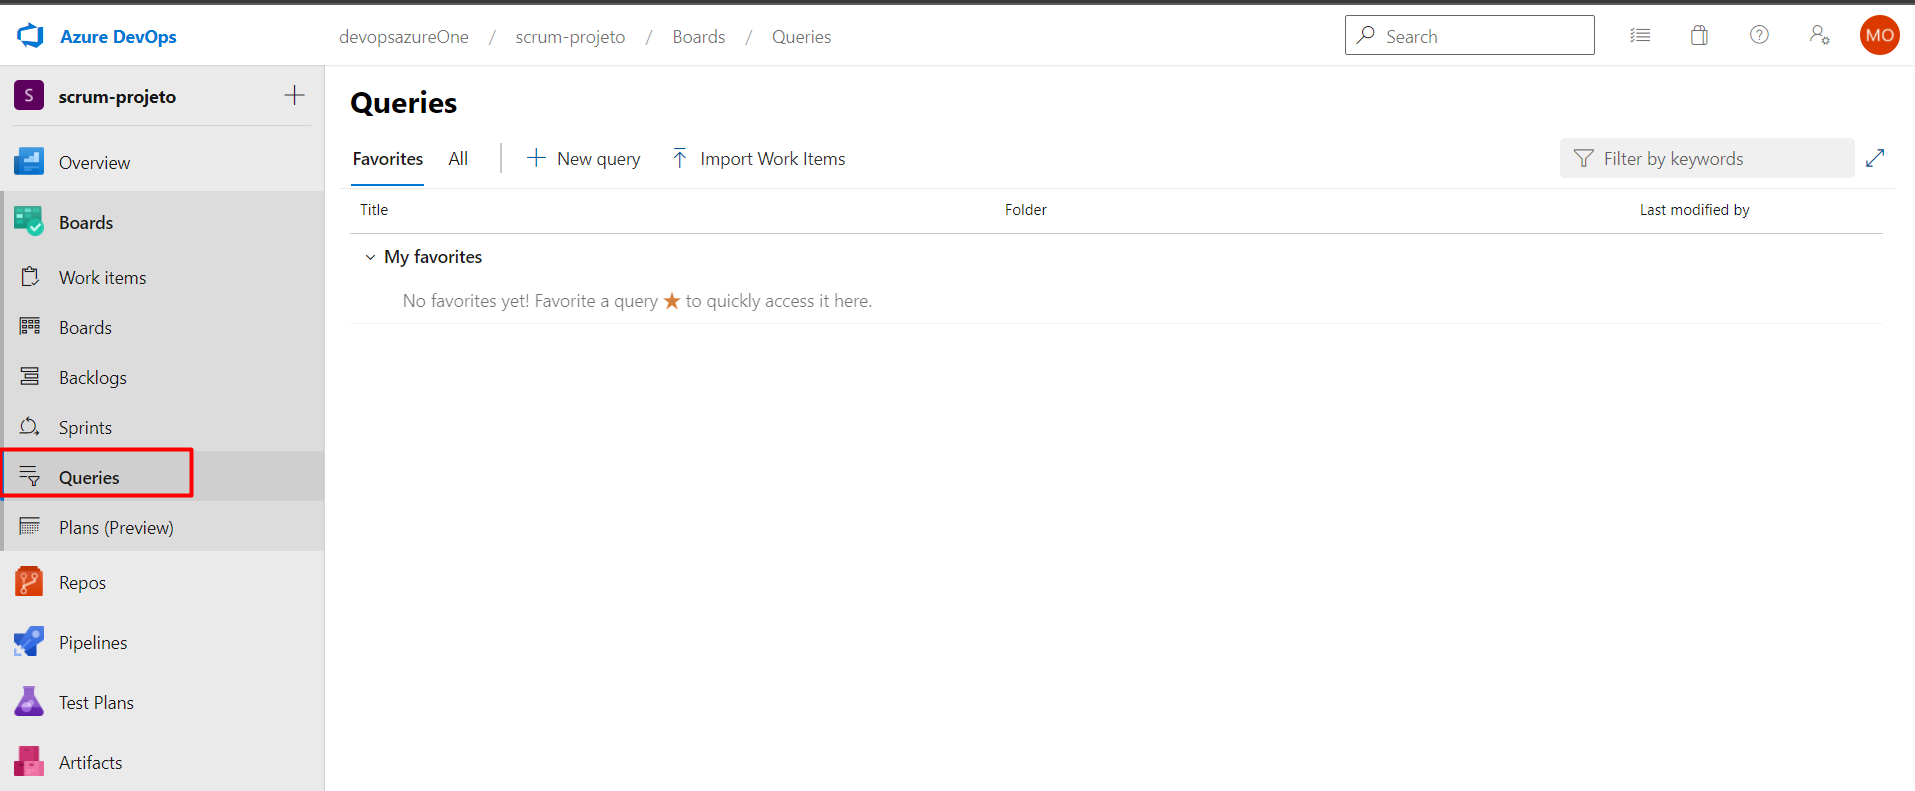 Azure DevOps
devopsazureOne / scrum-projeto / Boards / Queries
Search
MO
S scrum-projeto
Overview
Boards
Work items
Boards
Backlogs
Sprints
Queries
Plans (Preview)
Repos
Pipelines
Test Plans
Artifacts
Queries
Favorites All New query Import Work Items
Filter by keywords
Title Folder Last modified by
My favorites
No favorites yet! Favorite a query ★ to quickly access it here.